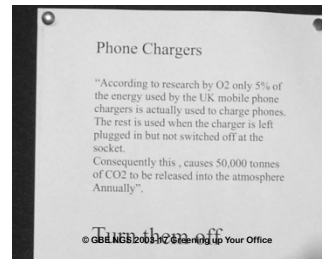 Phone Chargers
“According to research by O2 only 5% of
the energy used by the UK mobile phone
chargers is actually used to charge phones.
The rest is used when the charger is left
plugged in but not switched off at the
socket.
Consequently this , causes 50,000 tonnes
of CO2 to be released into the atmosphere
Annually”.
Turn them off
© GBE NGS 2003-17 Greening up Your Office